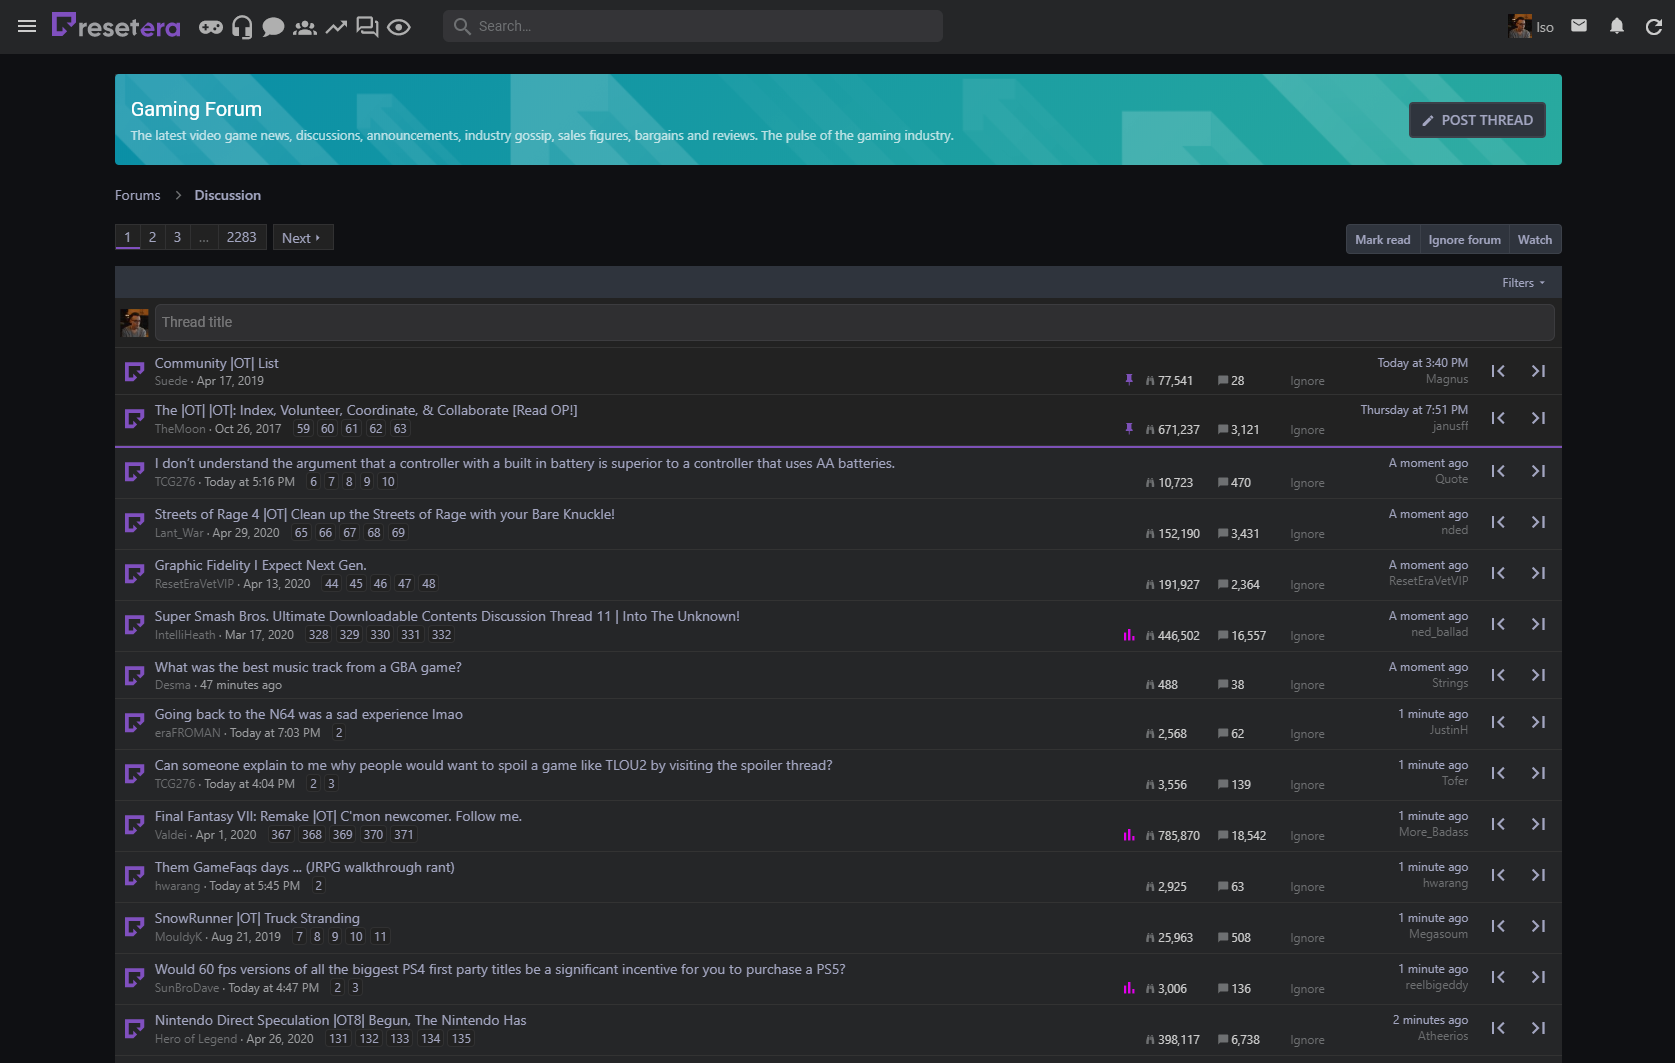 resetera
Search...
Iso
Gaming Forum
The latest video game news, discussions, announcements, industry gossip, sales figures, bargains and reviews. The pulse of the gaming industry.
POST THREAD
Forums > Discussion
1 2 3 ... 2283 Next
Mark read Ignore forum Watch
Filters
Thread title
Community |OT| List
Suede · Apr 17, 2019
77,541 28 Ignore
Today at 3:40 PM
Magnus
The |OT| |OT|: Index, Volunteer, Coordinate, & Collaborate [Read OP!]
TheMoon · Oct 26, 2017 59 60 61 62 63
671,237 3,121 Ignore
Thursday at 7:51 PM
janusff
I don't understand the argument that a controller with a built in battery is superior to a controller that uses AA batteries.
TCG276 · Today at 5:16 PM 6 7 8 9 10
10,723 470 Ignore
A moment ago
Quote
Streets of Rage 4 |OT| Clean up the Streets of Rage with your Bare Knuckle!
Lant_War · Apr 29, 2020 65 66 67 68 69
152,190 3,431 Ignore
A moment ago
nded
Graphic Fidelity I Expect Next Gen.
ResetEraVetVIP · Apr 13, 2020 44 45 46 47 48
191,927 2,364 Ignore
A moment ago
ResetEraVetVIP
Super Smash Bros. Ultimate Downloadable Contents Discussion Thread 11 | Into The Unknown!
IntelliHeath · Mar 17, 2020 328 329 330 331 332
446,502 16,557 Ignore
A moment ago
ned_ballad
What was the best music track from a GBA game?
Desma · 47 minutes ago
488 38 Ignore
A moment ago
Strings
Going back to the N64 was a sad experience lmao
eraFROMAN · Today at 7:03 PM 2
2,568 62 Ignore
1 minute ago
JustinH
Can someone explain to me why people would want to spoil a game like TLOU2 by visiting the spoiler thread?
TCG276 · Today at 4:04 PM 2 3
3,556 139 Ignore
1 minute ago
Tofer
Final Fantasy VII: Remake |OT| C'mon newcomer. Follow me.
Valdei · Apr 1, 2020 367 368 369 370 371
785,870 18,542 Ignore
1 minute ago
More_Badass
Them GameFaqs days ... (JRPG walkthrough rant)
hwarang · Today at 5:45 PM 2
2,925 63 Ignore
1 minute ago
hwarang
SnowRunner |OT| Truck Stranding
MouldyK · Aug 21, 2019 7 8 9 10 11
25,963 508 Ignore
1 minute ago
Megasoum
Would 60 fps versions of all the biggest PS4 first party titles be a significant incentive for you to purchase a PS5?
SunBroDave · Today at 4:47 PM 2 3
3,006 136 Ignore
1 minute ago
reelbigeddy
Nintendo Direct Speculation |OT8| Begun, The Nintendo Has
Hero of Legend · Apr 26, 2020 131 132 133 134 135
398,117 6,738 Ignore
2 minutes ago
Atheerios